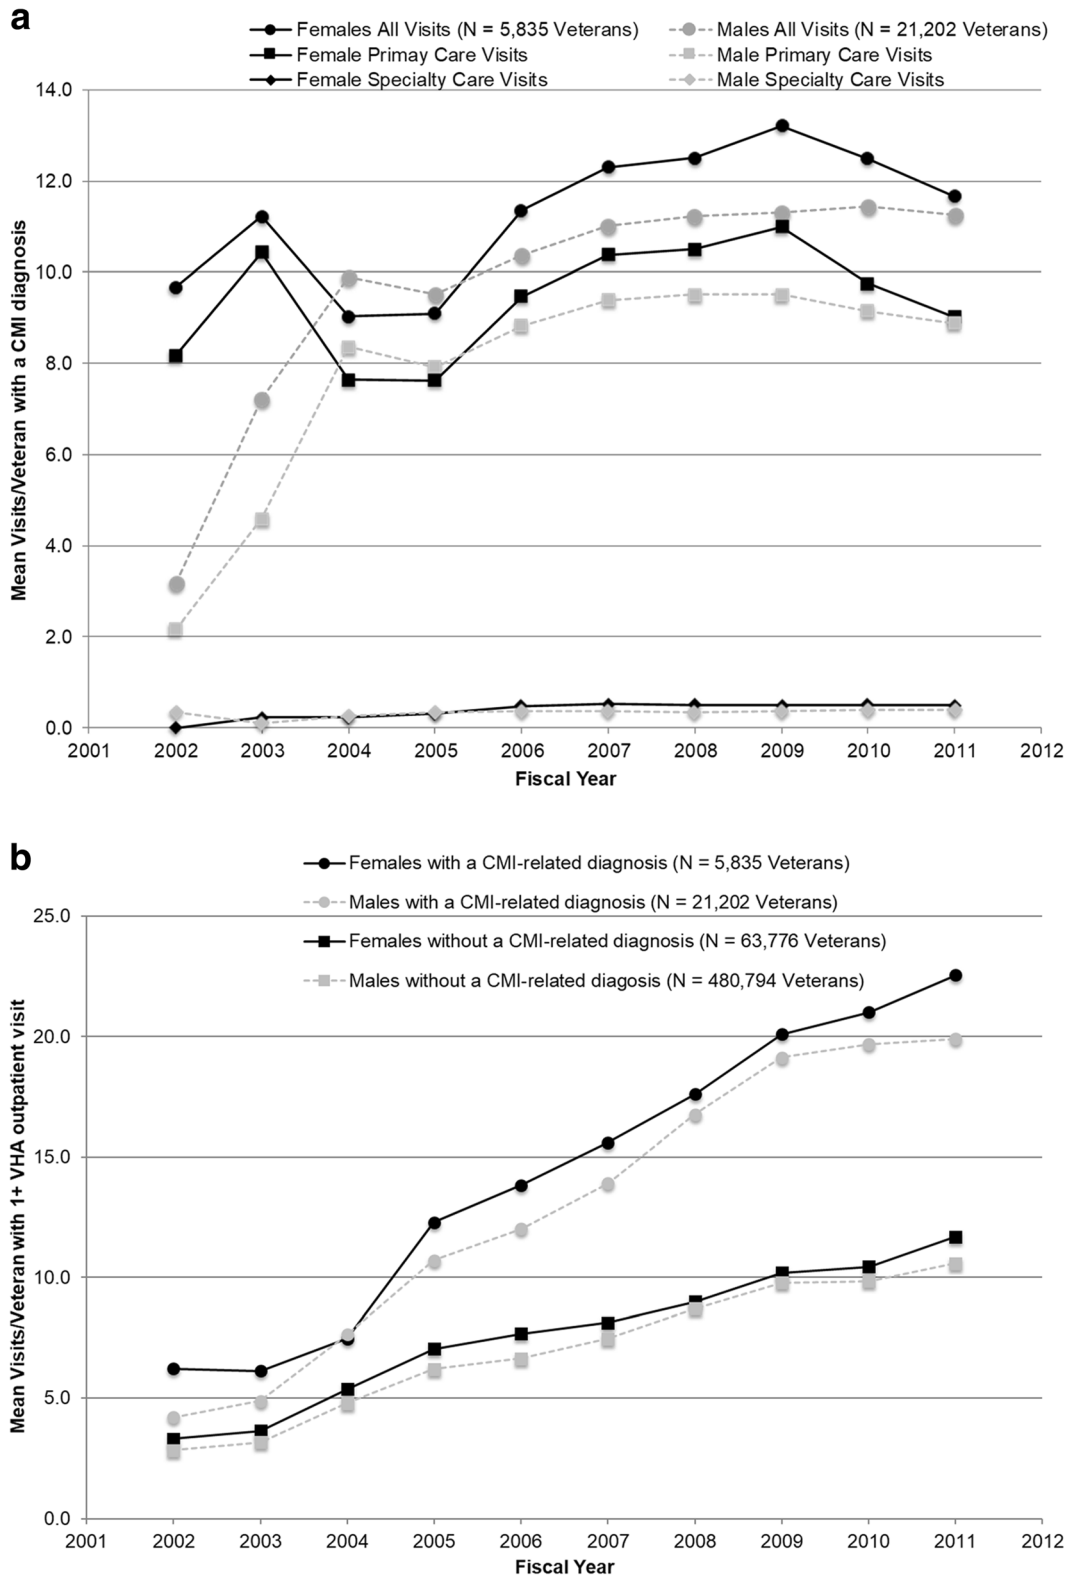 a
Females All Visits (N = 5,835 Veterans)
Males All Visits (N = 21,202 Veterans)
Female Primay Care Visits
Male Primary Care Visits
Female Specialty Care Visits
Male Specialty Care Visits
14.0
12.0
10.0
8.0
6.0
4.0
2.0
0.0
Mean Visits/Veteran with a CMI diagnosis
2001 2002 2003 2004 2005 2006 2007 2008 2009 2010 2011 2012
Fiscal Year
b
Females with a CMI-related diagnosis (N = 5,835 Veterans)
Males with a CMI-related diagnosis (N = 21,202 Veterans)
Females without a CMI-related diagnosis (N = 63,776 Veterans)
Males without a CMI-related diagosis (N = 480,794 Veterans)
25.0
20.0
15.0
10.0
5.0
0.0
Mean Visits/Veteran with 1+ VHA outpatient visit
2001 2002 2003 2004 2005 2006 2007 2008 2009 2010 2011 2012
Fiscal Year